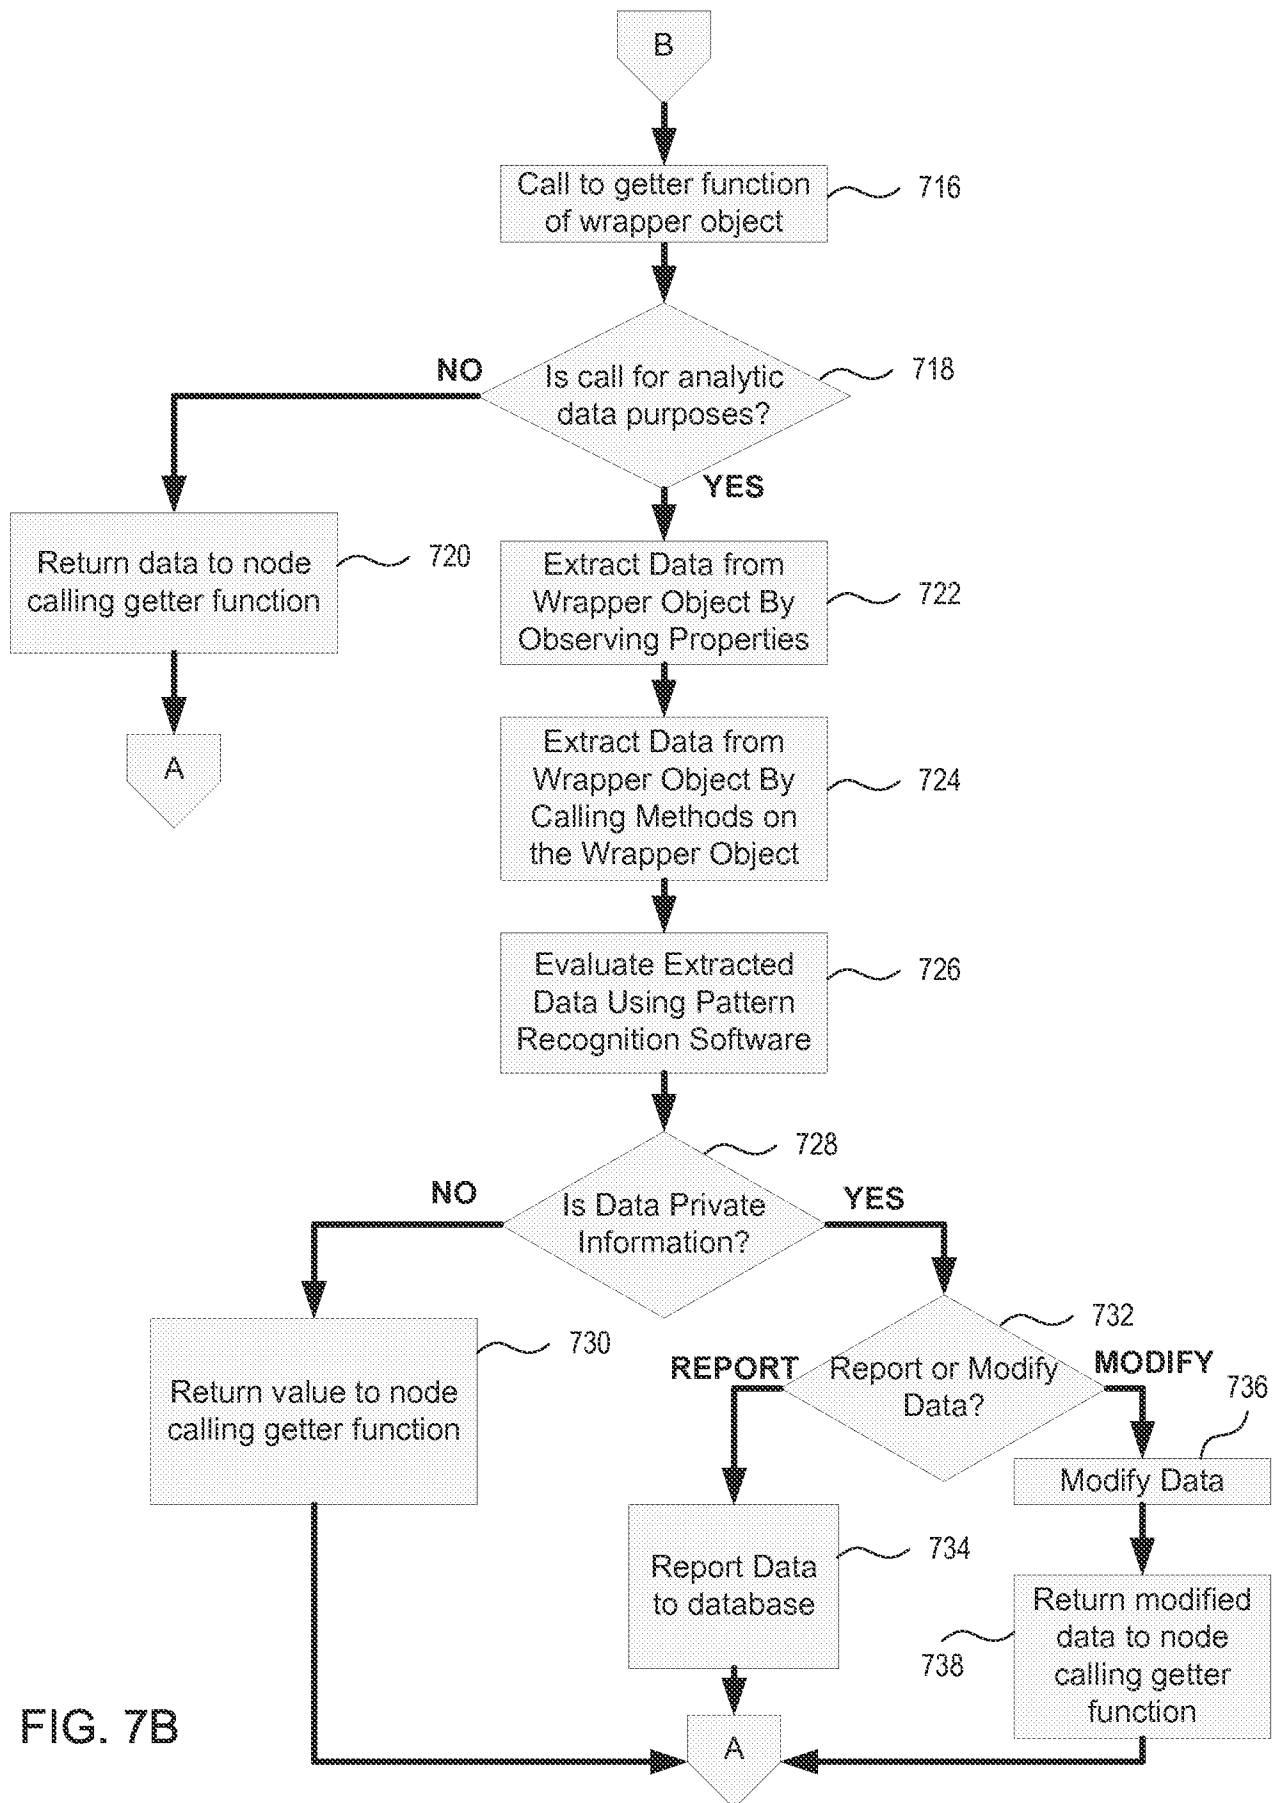 B
Call to getter function
of wrapper object
716
Is call for analytic
data purposes?
718
NO
YES
Return data to node
calling getter function
720
A
Extract Data from
Wrapper Object By
Observing Properties
722
Extract Data from
Wrapper Object By
Calling Methods on
the Wrapper Object
724
Evaluate Extracted
Data Using Pattern
Recognition Software
726
Is Data Private
Information?
728
NO
YES
Return value to node
calling getter function
730
Report or Modify
Data?
732
REPORT
MODIFY
Report Data
to database
734
Modify Data
736
Return modified
data to node
calling getter
function
738
A
FIG. 7B